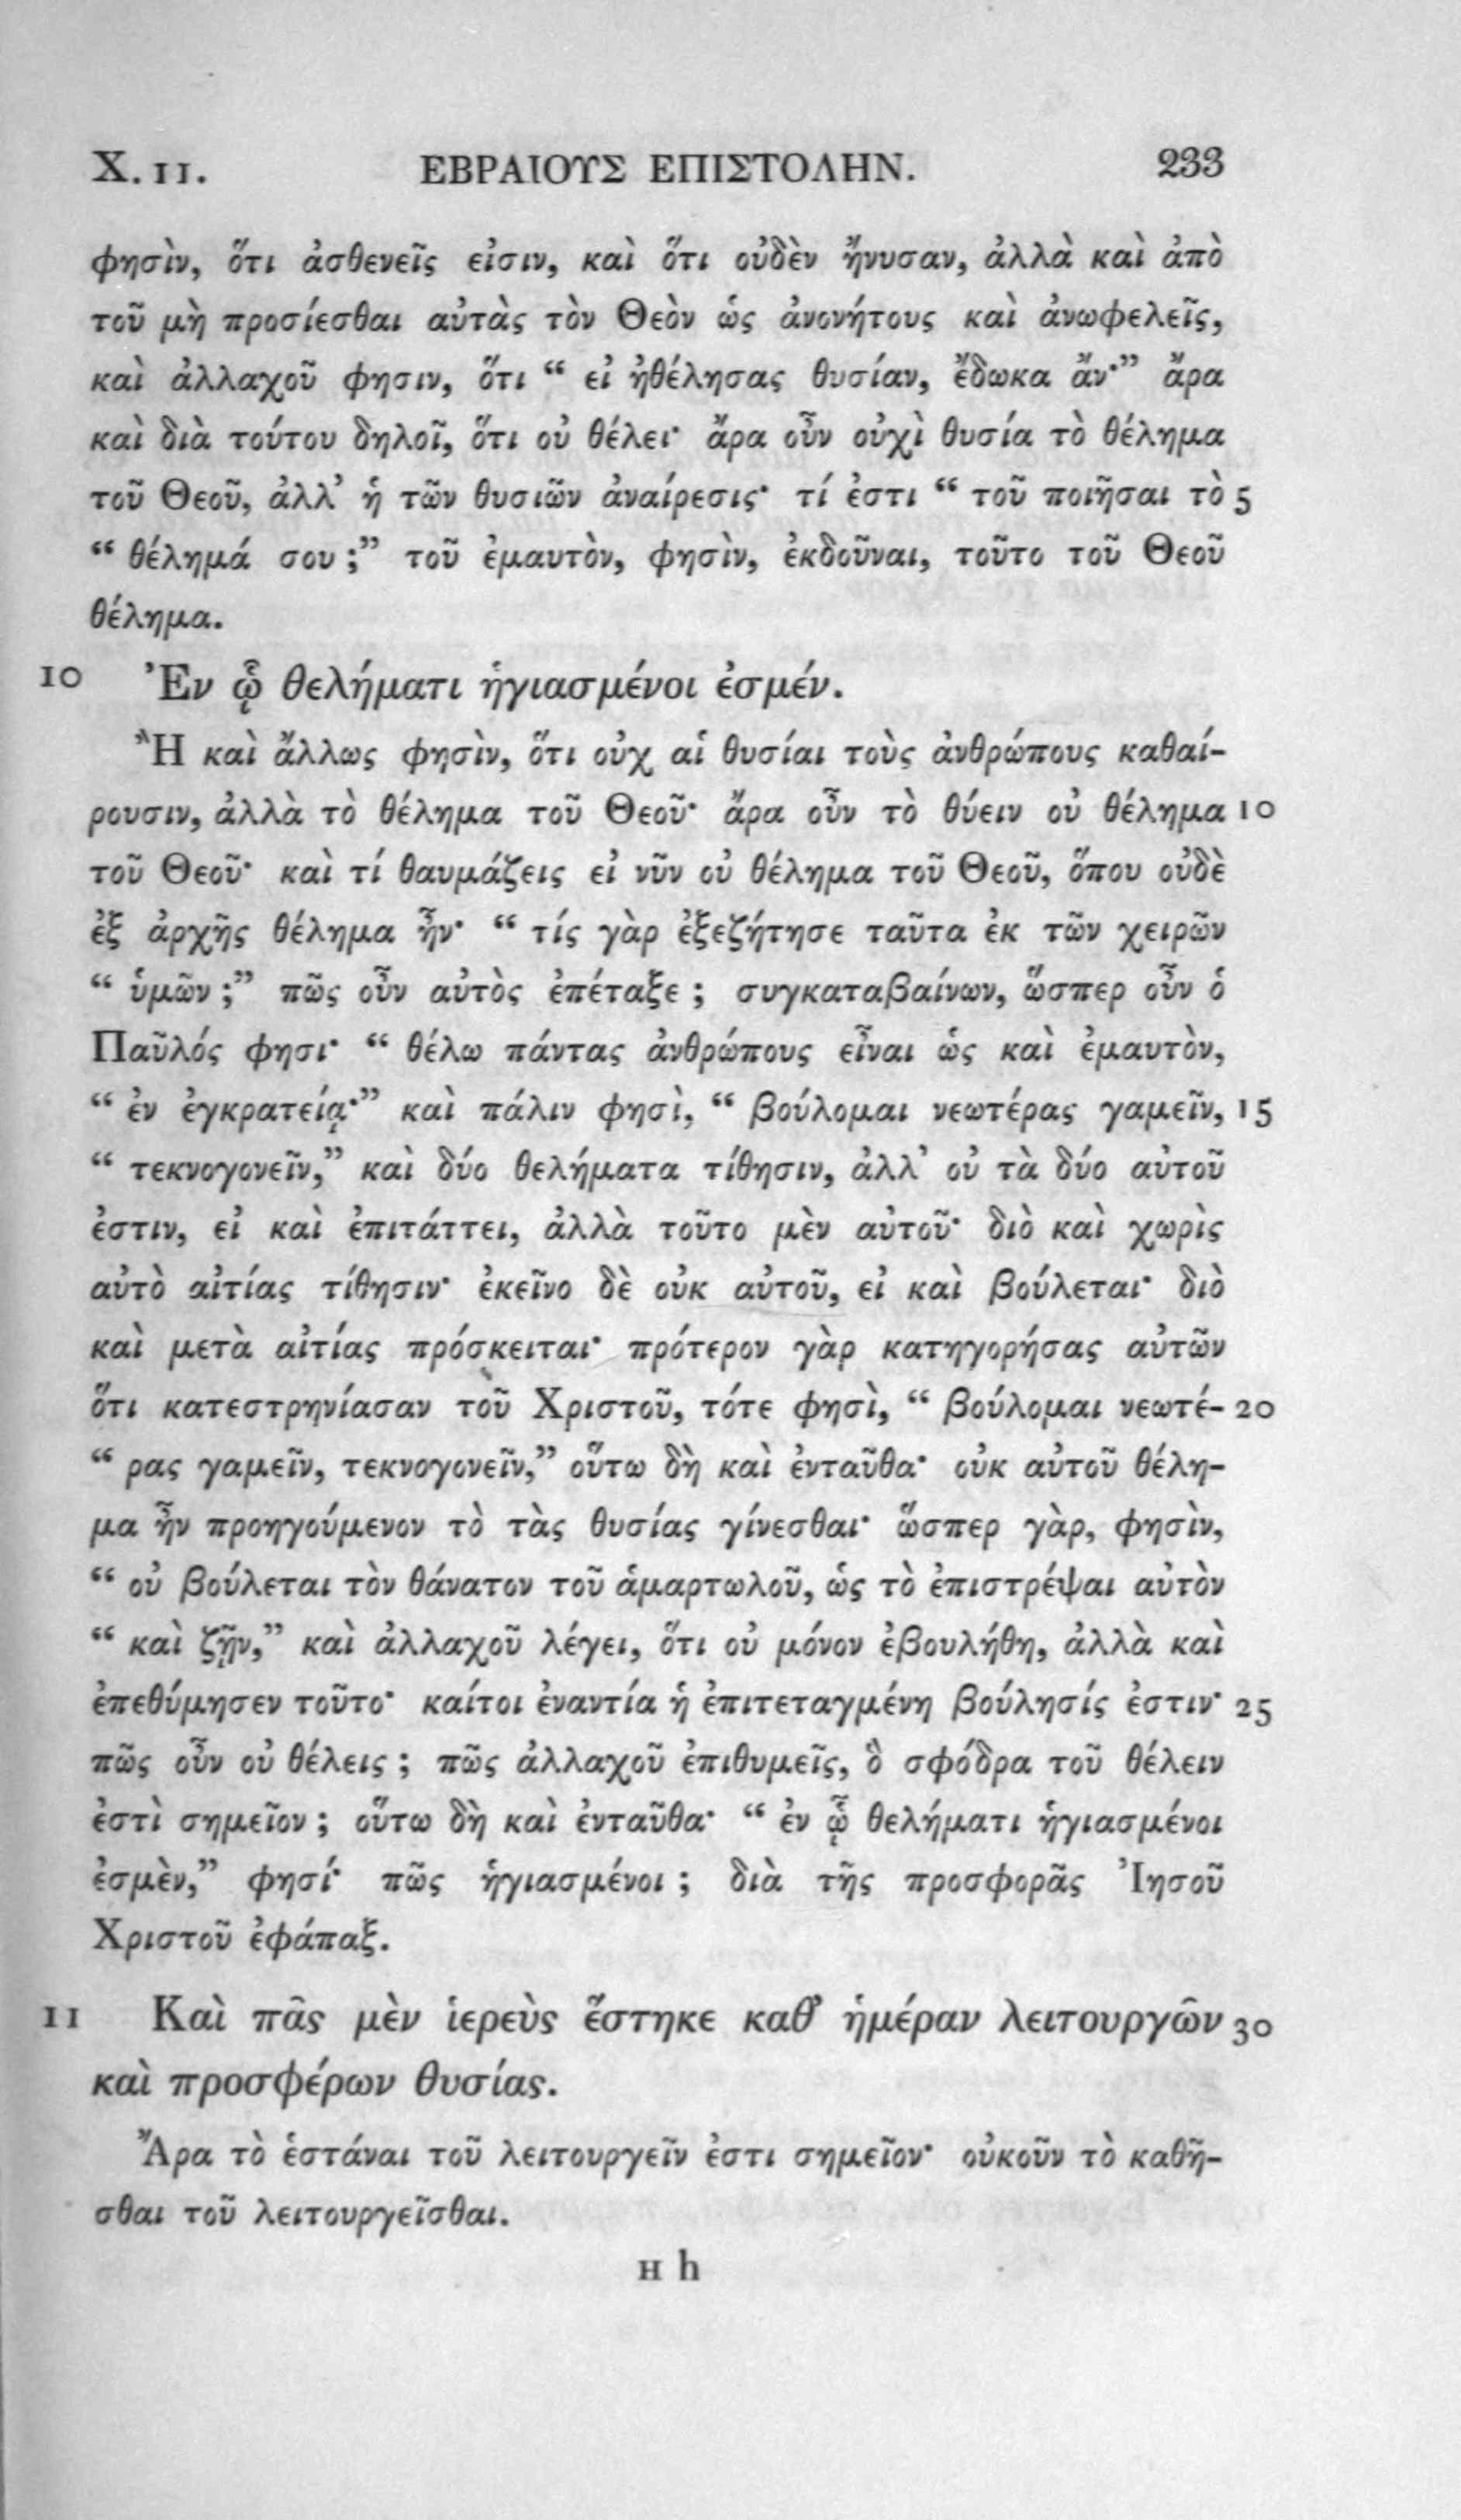 X. 11. ΕΒΡΑΙΟΥΣ ΕΠΙΣΤΟΛΗΝ. 233
φησὶν, ὅτι ἀσθενεῖς εἰσιν, καὶ ὅτι οὐδὲν ἤνυσαν, ἀλλὰ καὶ ἀπὸ
τοῦ μὴ προσίεσθαι αὐτὰς τὸν Θεὸν ὡς ἀνονήτους καὶ ἀνωφελεῖς,
καὶ ἀλλαχοῦ φησιν, ὅτι “ εἰ ἠθέλησας θυσίαν, ἔδωκα ἄν·” ἄρα
καὶ διὰ τούτου δηλοῖ, ὅτι οὐ θέλει· ἄρα οὖν οὐχὶ θυσία τὸ θέλημα
τοῦ Θεοῦ, ἀλλ’ ἡ τῶν θυσιῶν ἀναίρεσις· τί ἐστι “ τοῦ ποιῆσαι τὸ 5
“ θέλημά σου ;” τοῦ ἐμαυτὸν, φησὶν, ἐκδοῦναι, τοῦτο τοῦ Θεοῦ
θέλημα.
10 Ἐν ᾧ θελήματι ἡγιασμένοι ἐσμέν.
Ἢ καὶ ἄλλως φησὶν, ὅτι οὐχ αἱ θυσίαι τοὺς ἀνθρώπους καθαί-
ρουσιν, ἀλλὰ τὸ θέλημα τοῦ Θεοῦ· ἄρα οὖν τὸ θύειν οὐ θέλημα 10
τοῦ Θεοῦ· καὶ τί θαυμάζεις εἰ νῦν οὐ θέλημα τοῦ Θεοῦ, ὅπου οὐδὲ
ἐξ ἀρχῆς θέλημα ἦν· “ τίς γὰρ ἐξεζήτησε ταῦτα ἐκ τῶν χειρῶν
“ ὑμῶν ;” πῶς οὖν αὐτὸς ἐπέταξε ; συγκαταβαίνων, ὥσπερ οὖν ὁ
Παῦλός φησι· “ θέλω πάντας ἀνθρώπους εἶναι ὡς καὶ ἐμαυτὸν,
“ ἐν ἐγκρατείᾳ·” καὶ πάλιν φησὶ, “ βούλομαι νεωτέρας γαμεῖν, 15
“ τεκνογονεῖν,” καὶ δύο θελήματα τίθησιν, ἀλλ’ οὐ τὰ δύο αὐτοῦ
ἐστιν, εἰ καὶ ἐπιτάττει, ἀλλὰ τοῦτο μὲν αὐτοῦ· διὸ καὶ χωρὶς
αὐτὸ αἰτίας τίθησιν· ἐκεῖνο δὲ οὐκ αὐτοῦ, εἰ καὶ βούλεται· διὸ
καὶ μετὰ αἰτίας πρόσκειται· πρότερον γὰρ κατηγορήσας αὐτῶν
ὅτι κατεστρηνίασαν τοῦ Χριστοῦ, τότε φησὶ, “ βούλομαι νεωτέ- 20
“ ρας γαμεῖν, τεκνογονεῖν,” οὕτω δὴ καὶ ἐνταῦθα· οὐκ αὐτοῦ θέλη-
μα ἦν προηγούμενον τὸ τὰς θυσίας γίνεσθαι· ὥσπερ γὰρ, φησὶν,
“ οὐ βούλεται τὸν θάνατον τοῦ ἁμαρτωλοῦ, ὡς τὸ ἐπιστρέψαι αὐτὸν
“ καὶ ζῇν,” καὶ ἀλλαχοῦ λέγει, ὅτι οὐ μόνον ἐβουλήθη, ἀλλὰ καὶ
ἐπεθύμησεν τοῦτο· καίτοι ἐναντία ἡ ἐπιτεταγμένη βούλησίς ἐστιν· 25
πῶς οὖν οὐ θέλεις ; πῶς ἀλλαχοῦ ἐπιθυμεῖς, ὃ σφόδρα τοῦ θέλειν
ἐστὶ σημεῖον ; οὕτω δὴ καὶ ἐνταῦθα· “ ἐν ᾧ θελήματι ἡγιασμένοι
ἐσμὲν,” φησί· πῶς ἡγιασμένοι ; διὰ τῆς προσφορᾶς Ἰησοῦ
Χριστοῦ ἐφάπαξ.
11 Καὶ πᾶς μὲν ἱερεὺς ἕστηκε καθ’ ἡμέραν λειτουργῶν 30
καὶ προσφέρων θυσίας.
Ἄρα τὸ ἑστάναι τοῦ λειτουργεῖν ἐστι σημεῖον· οὐκοῦν τὸ καθῆ-
σθαι τοῦ λειτουργεῖσθαι.
H h